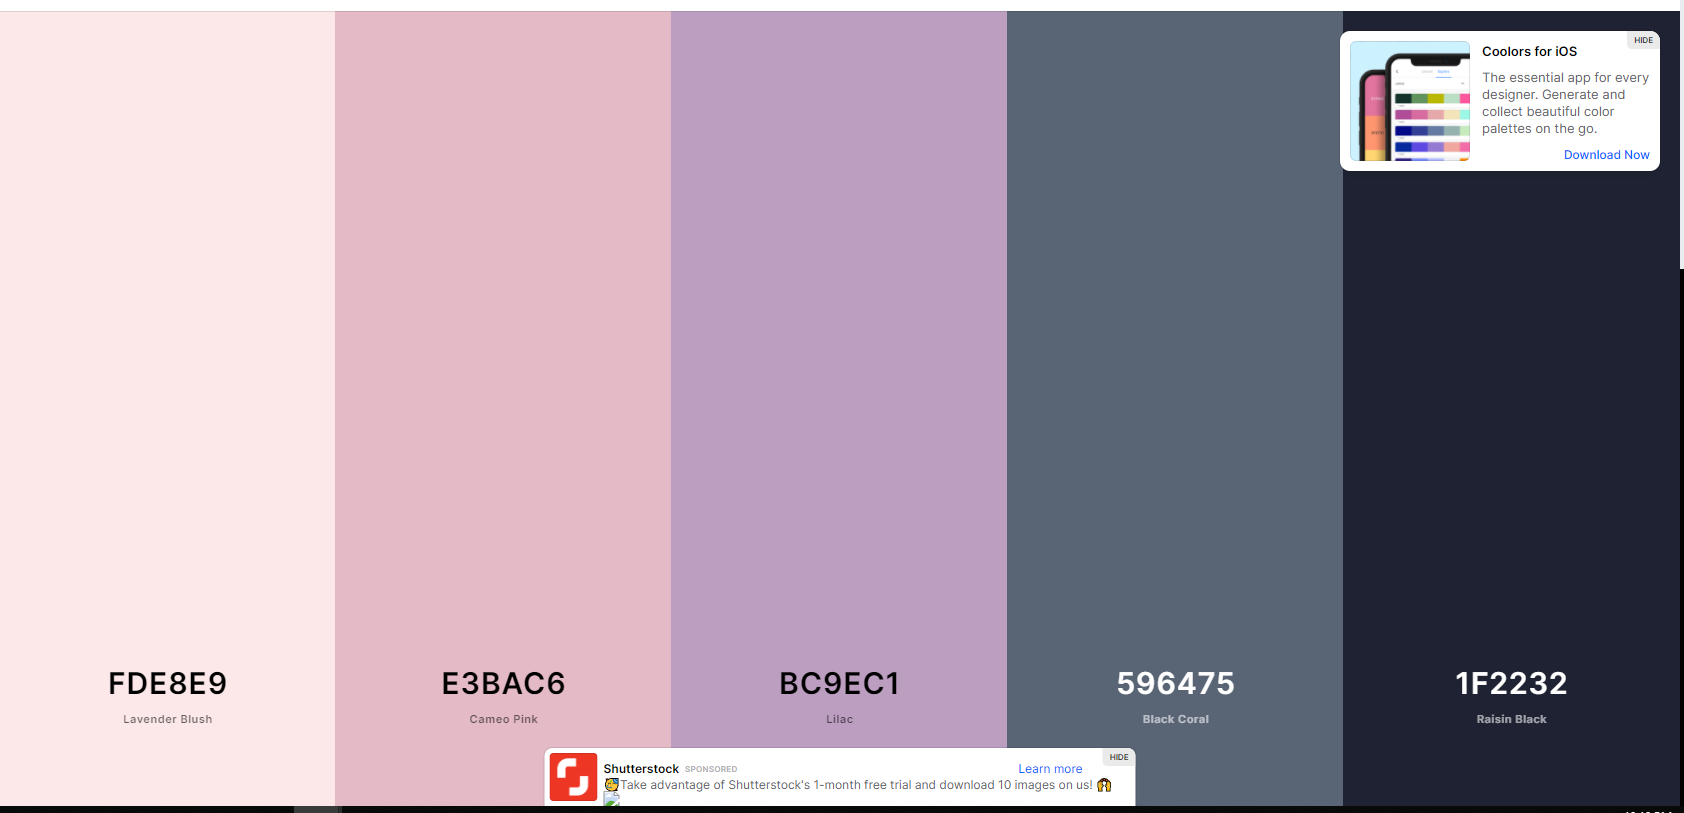 HIDE
Coolors for iOS
The essential app for every
designer. Generate and
collect beautiful color
palettes on the go.
Download Now
FDE8E9
E3BAC6
BC9EC1
596475
1F2232
Lavender Blush
Cameo Pink
Lilac
Black Coral
Raisin Black
HIDE
Shutterstock SPONSORED
Learn more
Take advantage of Shutterstock's 1-month free trial and download 10 images on us!